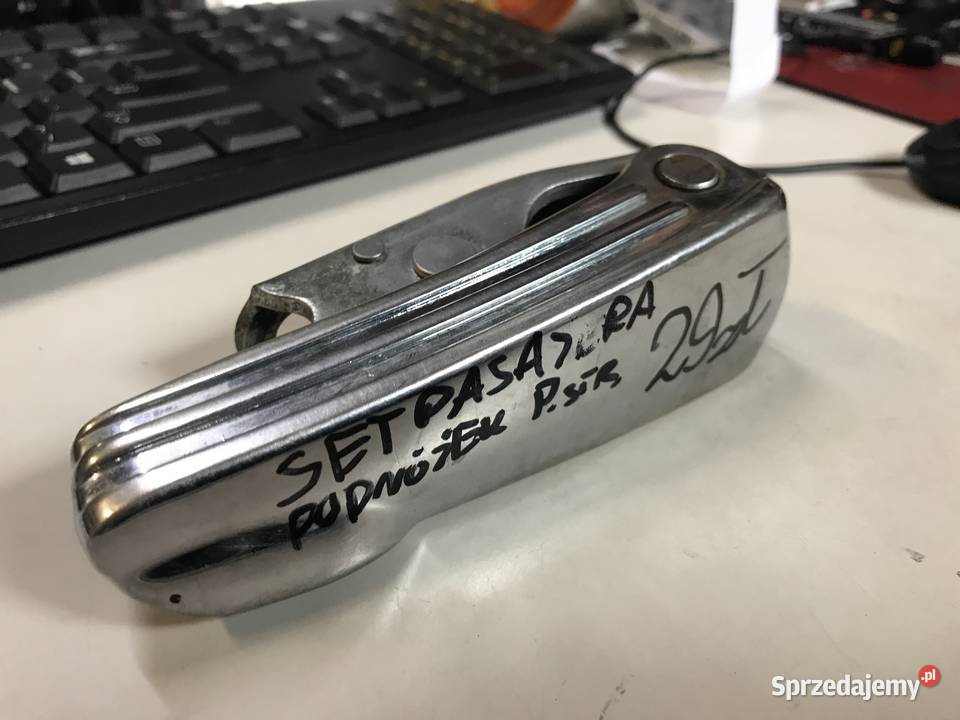 SET PASAŻERA
PODNÓŻEK P. STR. 29zł
Sprzedajemy.pl